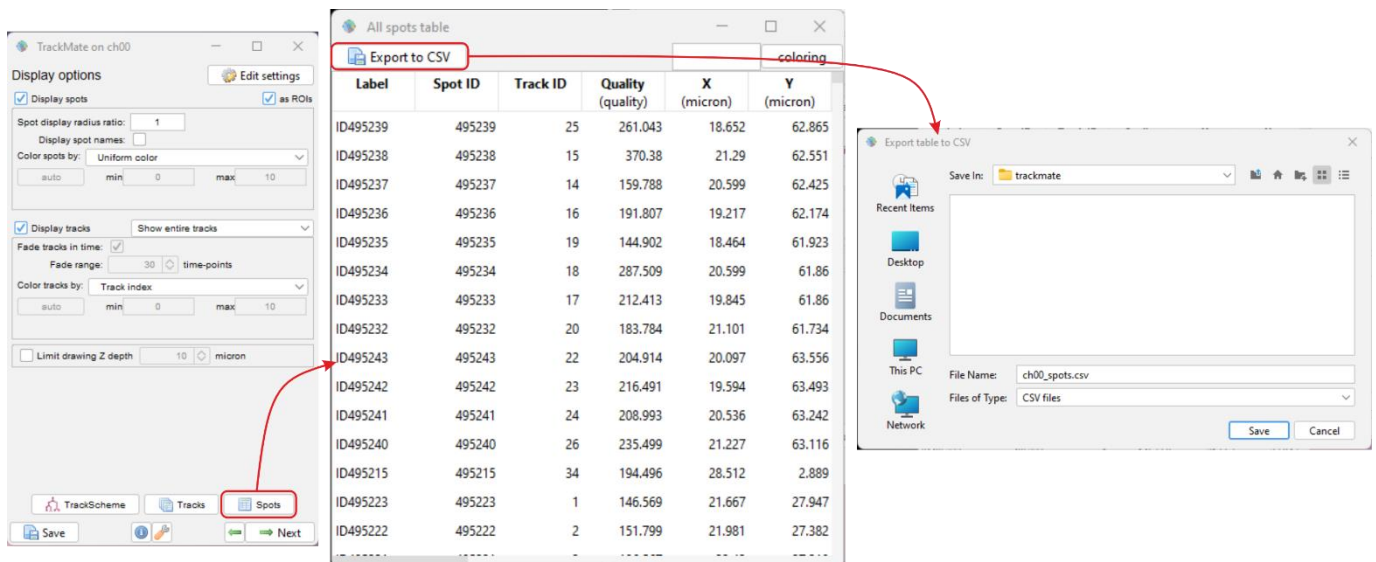 TrackMate on ch00
Display options
Edit settings
Display spots
as ROIs
Spot display radius ratio: 1
Display spot names:
Color spots by: Uniform color
auto min 0 max 10
Display tracks Show entire tracks
Fade tracks in time:
Fade range: 30 time-points
Color tracks by: Track index
auto min 0 max 10
Limit drawing Z depth 10 micron
TrackScheme Tracks Spots
Save Next
All spots table
Export to CSV coloring
Label Spot ID Track ID Quality X Y
(quality) (micron) (micron)
ID495239 495239 25 261.043 18.652 62.865
ID495238 495238 15 370.38 21.29 62.551
ID495237 495237 14 159.788 20.599 62.425
ID495236 495236 16 191.807 19.217 62.174
ID495235 495235 19 144.902 18.464 61.923
ID495234 495234 18 287.509 20.599 61.86
ID495233 495233 17 212.413 19.845 61.86
ID495232 495232 20 183.784 21.101 61.734
ID495243 495243 22 204.914 20.097 63.556
ID495242 495242 23 216.491 19.594 63.493
ID495241 495241 24 208.993 20.536 63.242
ID495240 495240 26 235.499 21.227 63.116
ID495215 495215 34 194.496 28.512 2.889
ID495223 495223 1 146.569 21.667 27.947
ID495222 495222 2 151.799 21.981 27.382
Export table to CSV
Save In: trackmate
Recent Items
Desktop
Documents
This PC
Network
File Name: ch00_spots.csv
Files of Type: CSV files
Save Cancel